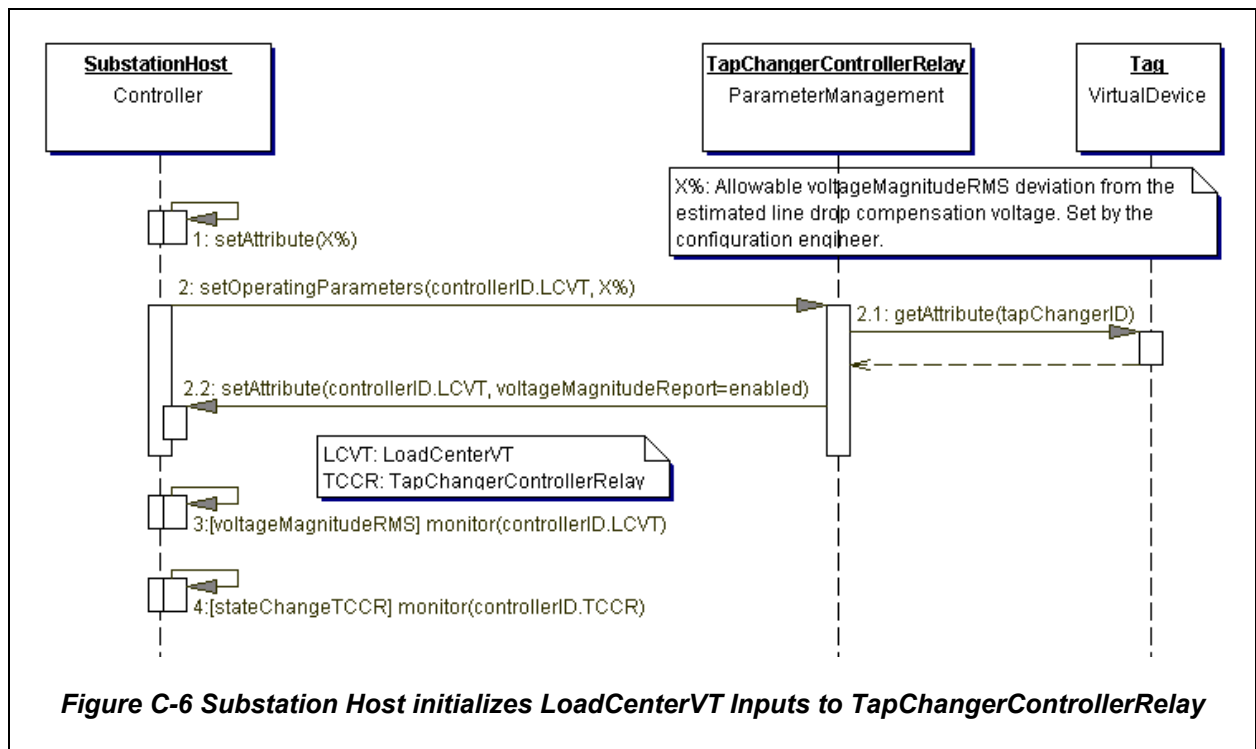 SubstationHost
Controller
TapChangerControllerRelay
ParameterManagement
Tag
VirtualDevice
X%: Allowable voltageMagnitudeRMS deviation from the
estimated line drop compensation voltage. Set by the
configuration engineer.
1: setAttribute(X%)
2: setOperatingParameters(controllerID.LCVT, X%)
2.1: getAttribute(tapChangerID)
2.2: setAttribute(controllerID.LCVT, voltageMagnitudeReport=enabled)
LCVT: LoadCenterVT
TCCR: TapChangerControllerRelay
3:[voltageMagnitudeRMS] monitor(controllerID.LCVT)
4:[stateChangeTCCR] monitor(controllerID.TCCR)
Figure C-6 Substation Host initializes LoadCenterVT Inputs to TapChangerControllerRelay